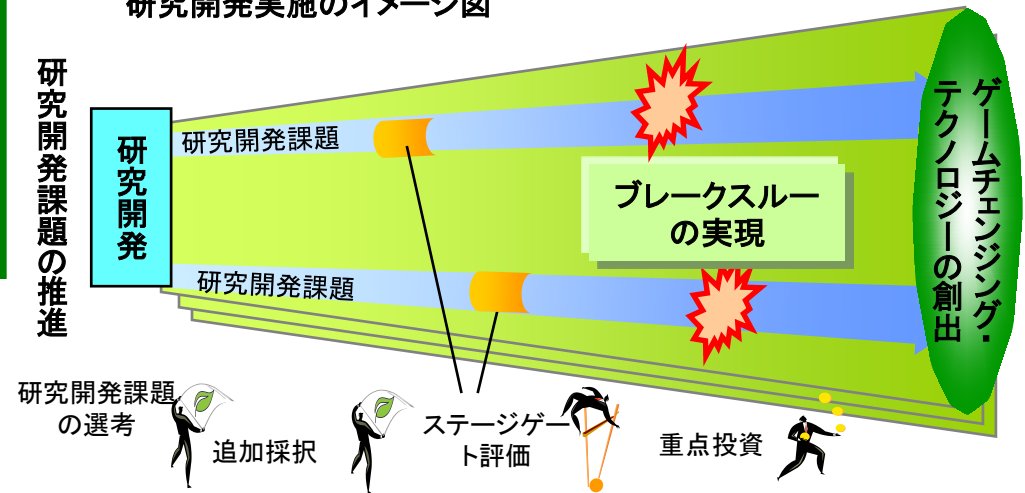 研究開発実施のイメージ図
研究開発課題の推進
研究開発
研究開発課題
研究開発課題
ブレークスルー
の実現
ゲームチェンジング・
テクノロジーの創出
研究開発課題
の選考
追加採択
ステージゲー
ト評価
重点投資